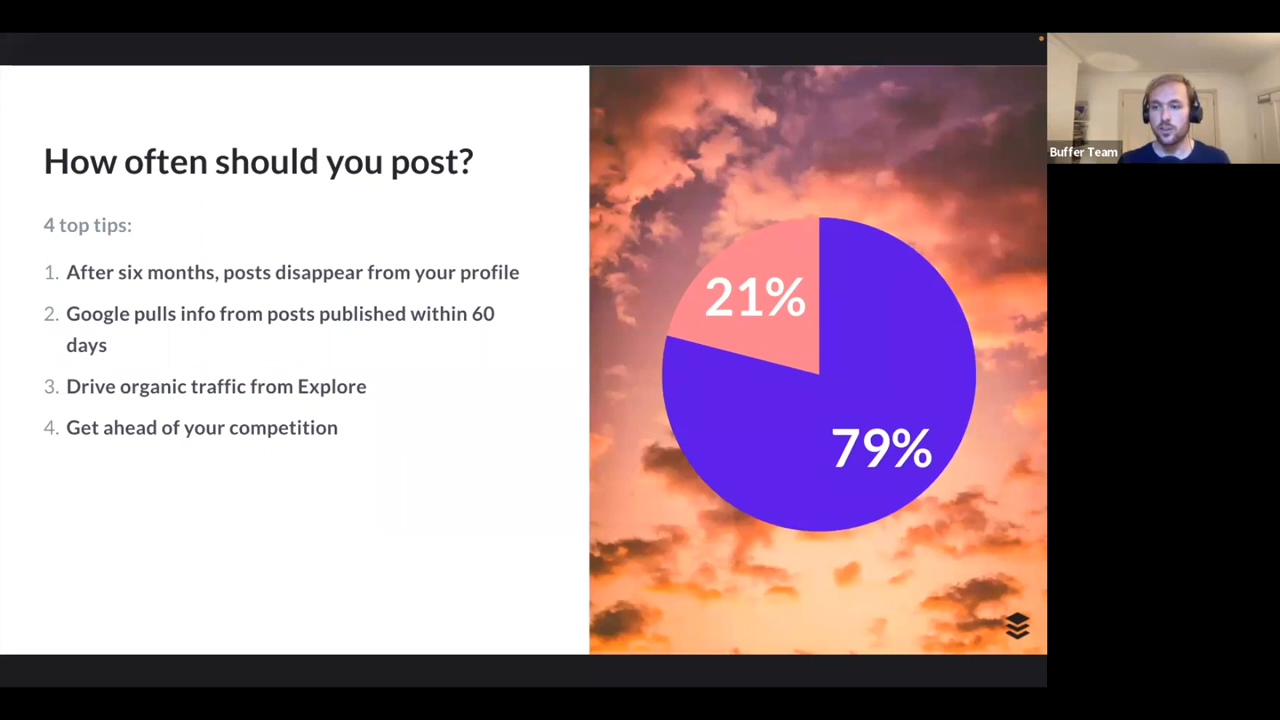 How often should you post?
4 top tips:
1. After six months, posts disappear from your profile
2. Google pulls info from posts published within 60
days
3. Drive organic traffic from Explore
4. Get ahead of your competition
21%
79%
Buffer Team